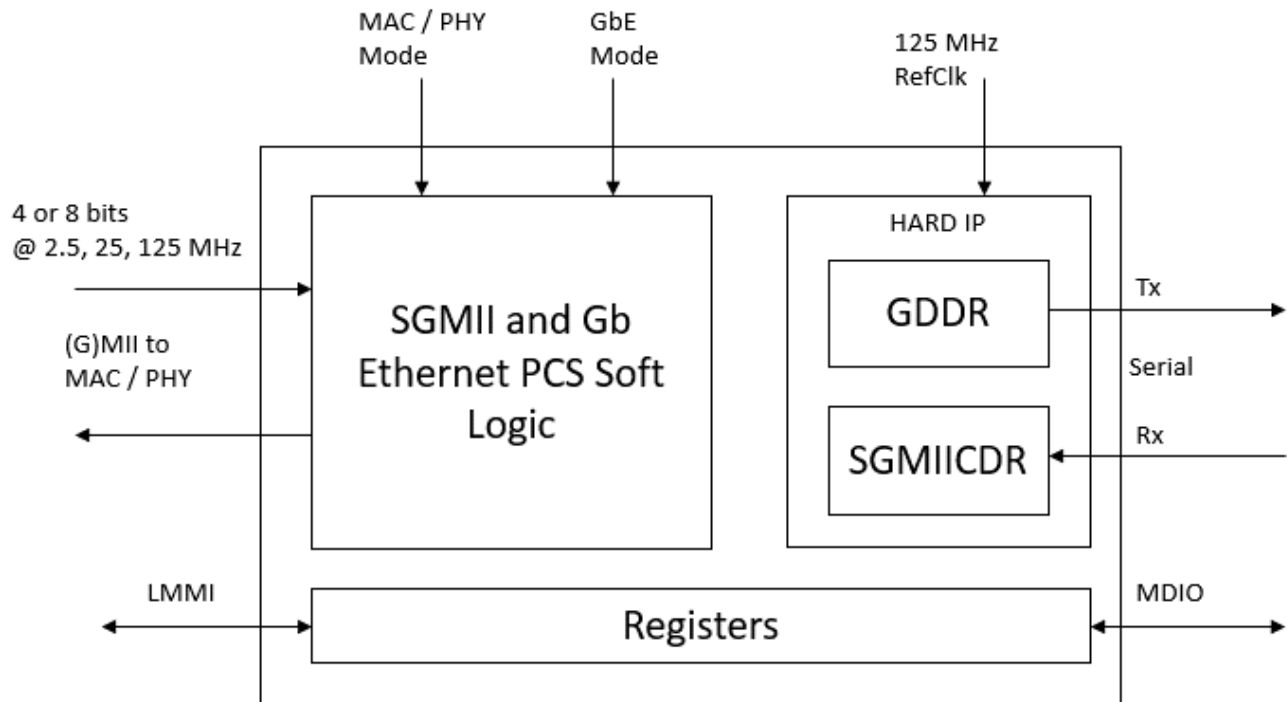 MAC / PHY
Mode
GbE
Mode
125 MHz
RefClk
4 or 8 bits
@ 2.5, 25, 125 MHz
(G)MII to
MAC / PHY
SGMII and Gb
Ethernet PCS Soft
Logic
HARD IP
GDDR
SGMIICDR
Tx
Serial
Rx
LMMI
Registers
MDIO